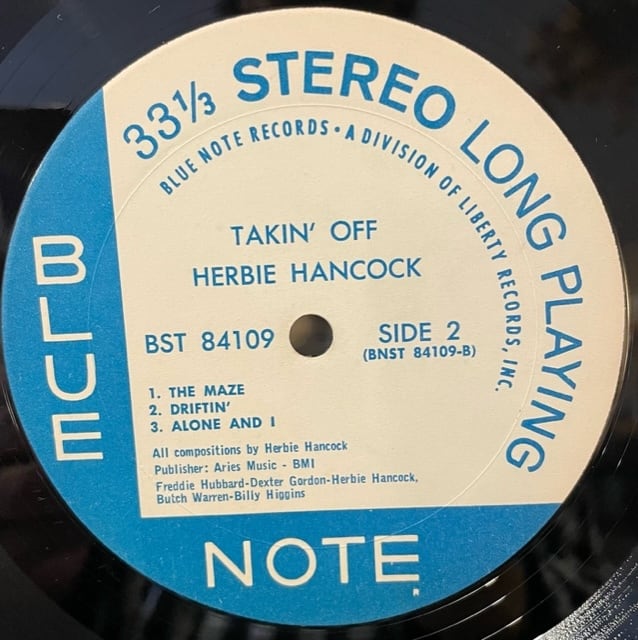 33⅓ STEREO LONG PLAYING
BLUE NOTE RECORDS • A DIVISION OF LIBERTY RECORDS, INC.
TAKIN' OFF
HERBIE HANCOCK
BST 84109
SIDE 2
(BNST 84109-B)
1. THE MAZE
2. DRIFTIN'
3. ALONE AND I
All compositions by Herbie Hancock
Publisher: Aries Music - BMI
Freddie Hubbard-Dexter Gordon-Herbie Hancock,
Butch Warren-Billy Higgins
BLUE
NOTE